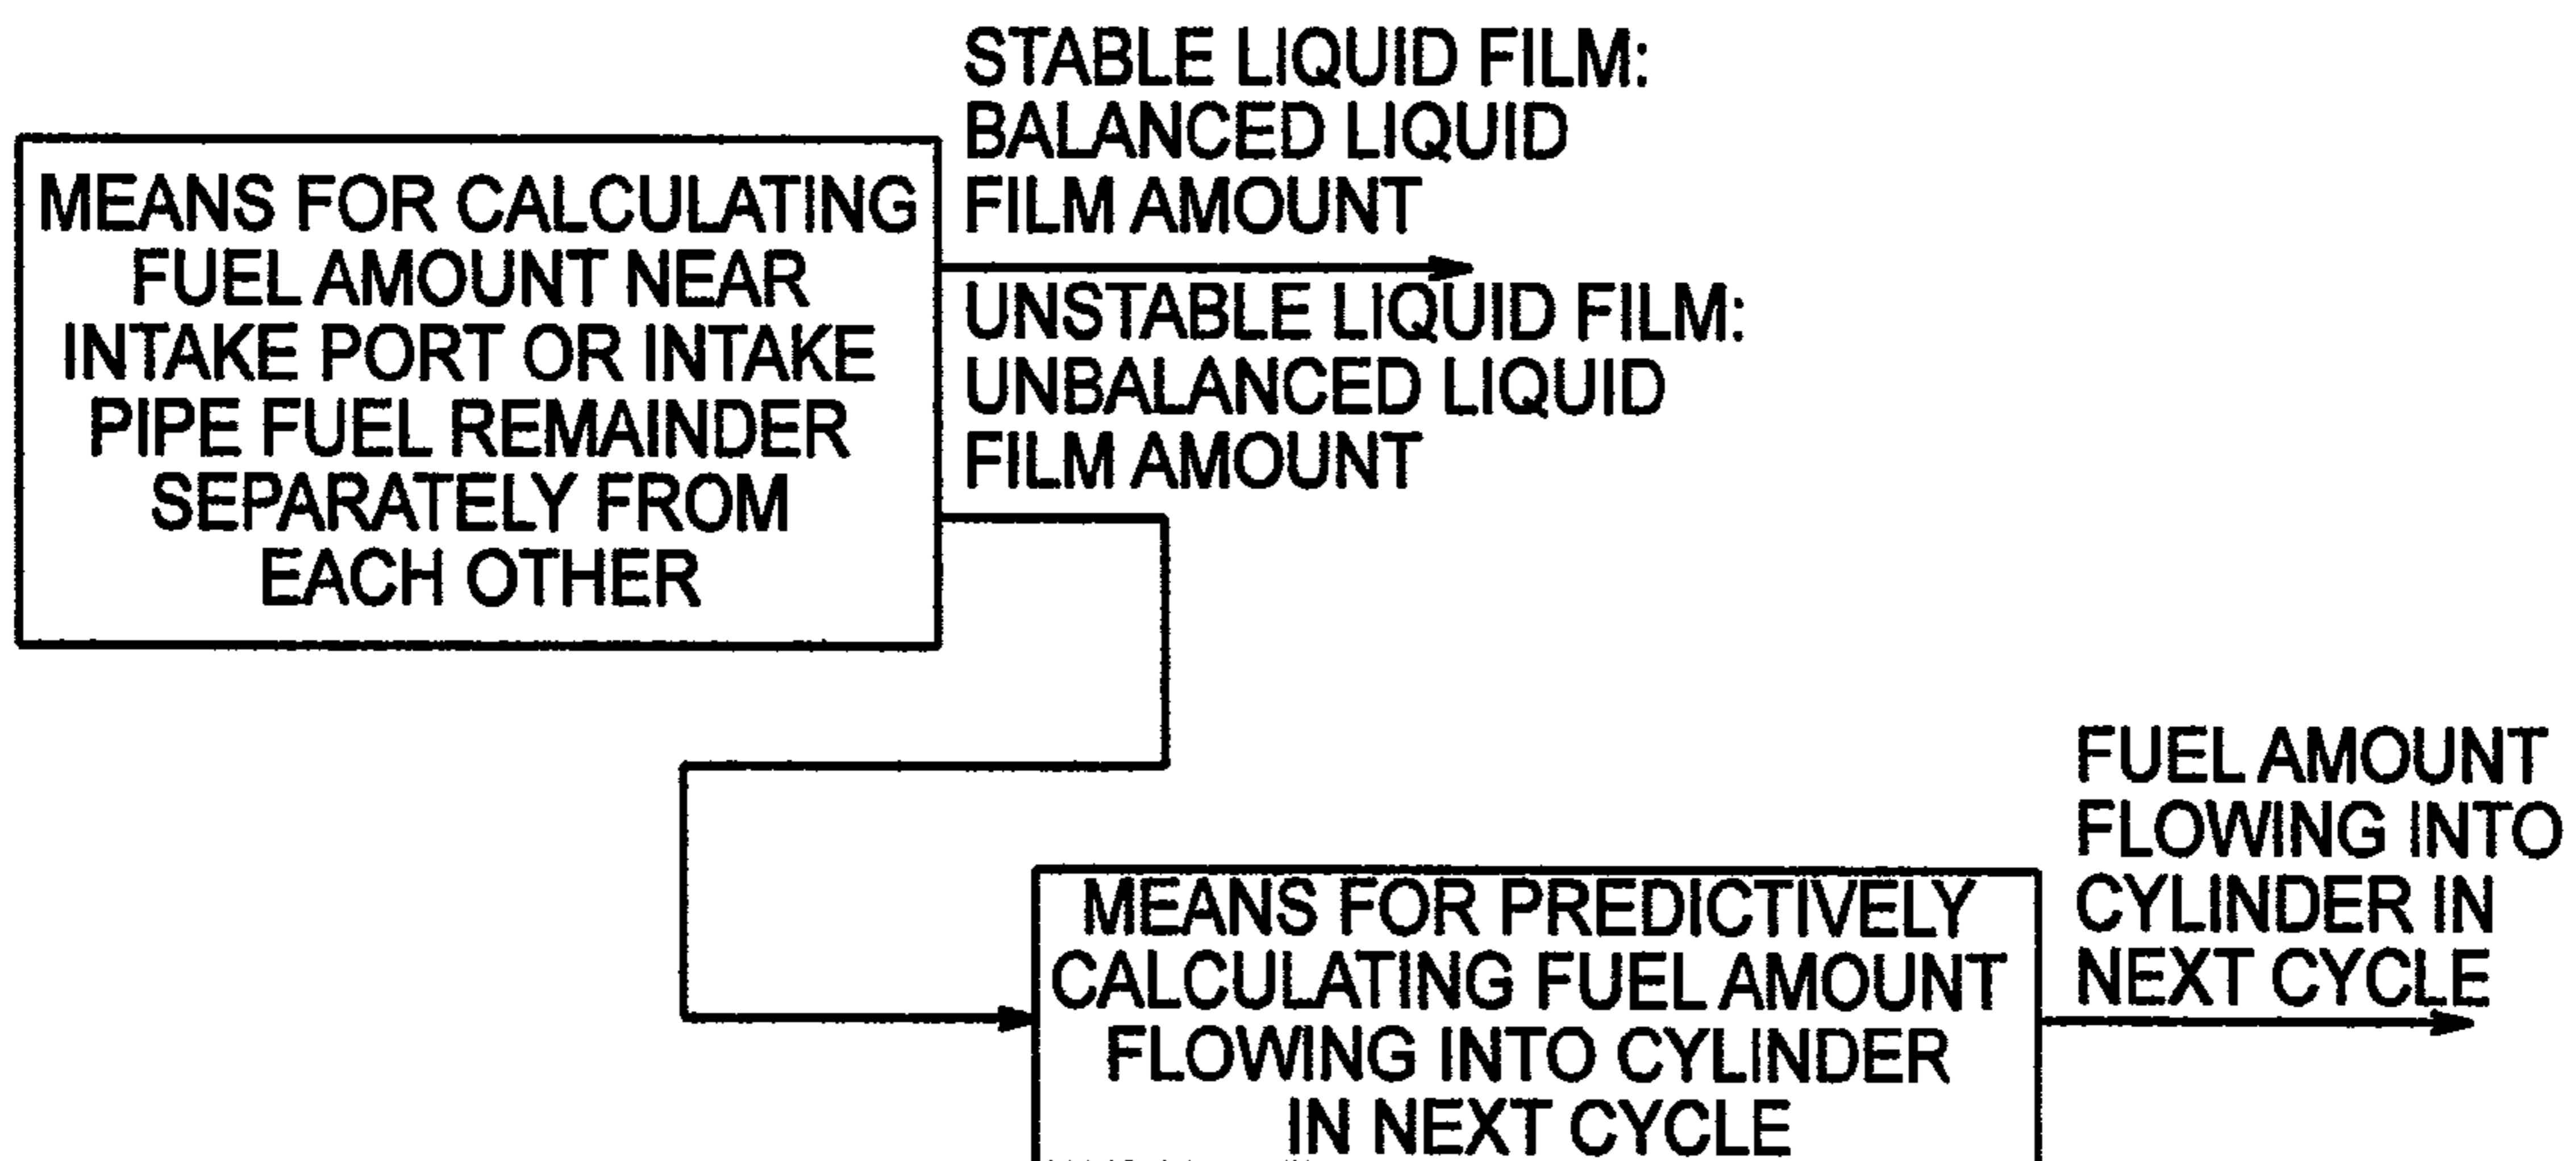 STABLE LIQUID FILM:
BALANCED LIQUID
FILM AMOUNT
MEANS FOR CALCULATING
FUEL AMOUNT NEAR
INTAKE PORT OR INTAKE
PIPE FUEL REMAINDER
SEPARATELY FROM
EACH OTHER
UNSTABLE LIQUID FILM:
UNBALANCED LIQUID
FILM AMOUNT
FUEL AMOUNT
FLOWING INTO
CYLINDER IN
NEXT CYCLE
MEANS FOR PREDICTIVELY
CALCULATING FUEL AMOUNT
FLOWING INTO CYLINDER
IN NEXT CYCLE